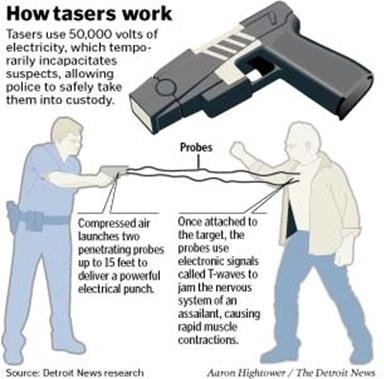 How tasers work
Tasers use 50,000 volts of
electricity, which tempo-
rarily incapacitates
suspects, allowing
police to safely take
them into custody.
Probes
Compressed air
launches two
penetrating probes
up to 15 feet to
deliver a powerful
electrical punch.
Once attached to
the target, the
probes use
electronic signals
called T-waves to
jam the nervous
system of an
assailant, causing
rapid muscle
contractions.
Source: Detroit News research
Aaron Hightower / The Detroit News